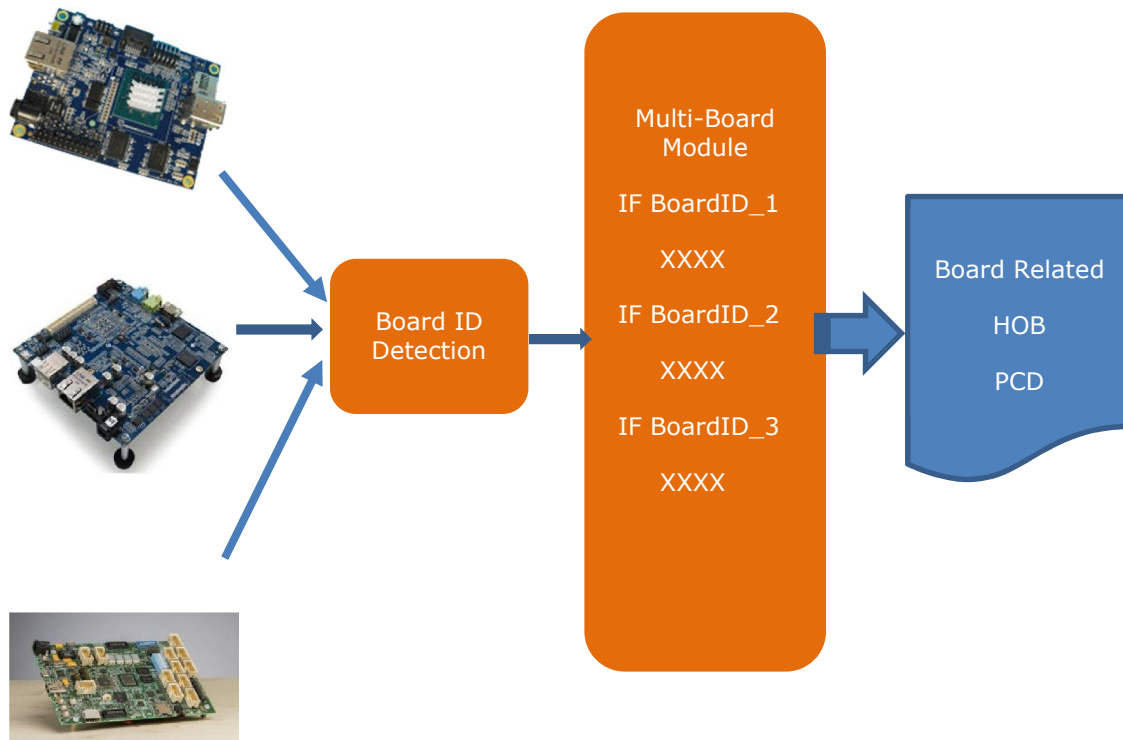 Board ID
Detection
Multi-Board
Module
IF BoardID_1
XXXX
IF BoardID_2
XXXX
IF BoardID_3
XXXX
Board Related
HOB
PCD